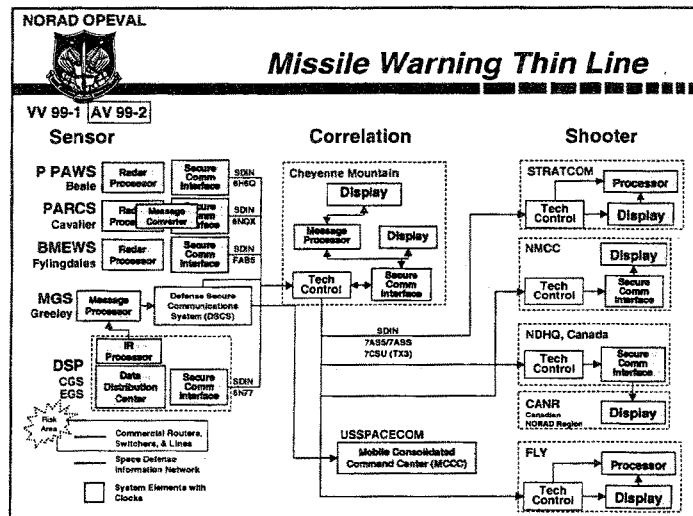 NORAD OPEVAL
Missile Warning Thin Line
VV 99-1 AV 99-2
Sensor
Correlation
Shooter
P PAWS
Beale
Radar
Processor
Secure
Comm
Interface
SDIN
6H6Q
PARCS
Cavalier
Message
Converter
Comm
SDIN
6NQX
BMEWS
Fylingdales
Radar
Processor
Secure
Comm
Interface
SDIN
FAB5
MGS
Greeley
Message
Processor
Defense Secure
Communications
System (DSCS)
DSP
CGS
EGS
IR
Processor
Data
Distribution
Center
Secure
Comm
Interface
SDIN
6h77
Risk
Area
Commercial Routers,
Switchers, & Lines
Space Defense
Information Network
System Elements with
Clocks
Cheyenne Mountain
Display
Message
Processor
Display
Tech
Control
Secure
Comm
Interface
SDIN
7CSU (TX3)
USSPACECOM
Mobile Consolidated
Command Center (MCCC)
STRATCOM
Processor
Tech
Control
Display
NMCC
Display
Tech
Control
Secure
Comm
Interface
NDHQ, Canada
Tech
Control
Secure
Comm
Interface
CANR
Canadian
NORAD Region
Display
FLY
Processor
Tech
Control
Display